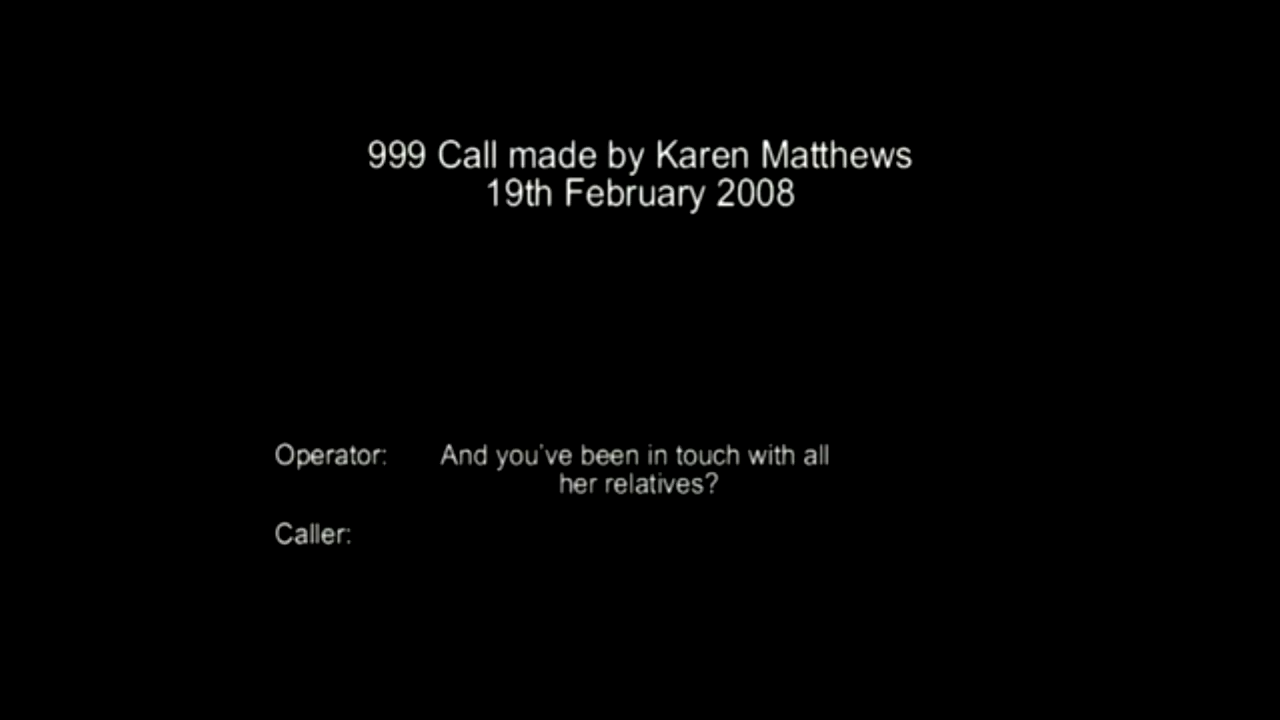 999 Call made by Karen Matthews
19th February 2008
Operator: And you've been in touch with all
her relatives?
Caller: